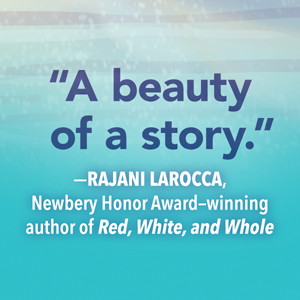 “A beauty
of a story.”
—RAJANI LAROCCA,
Newbery Honor Award–winning
author of Red, White, and Whole